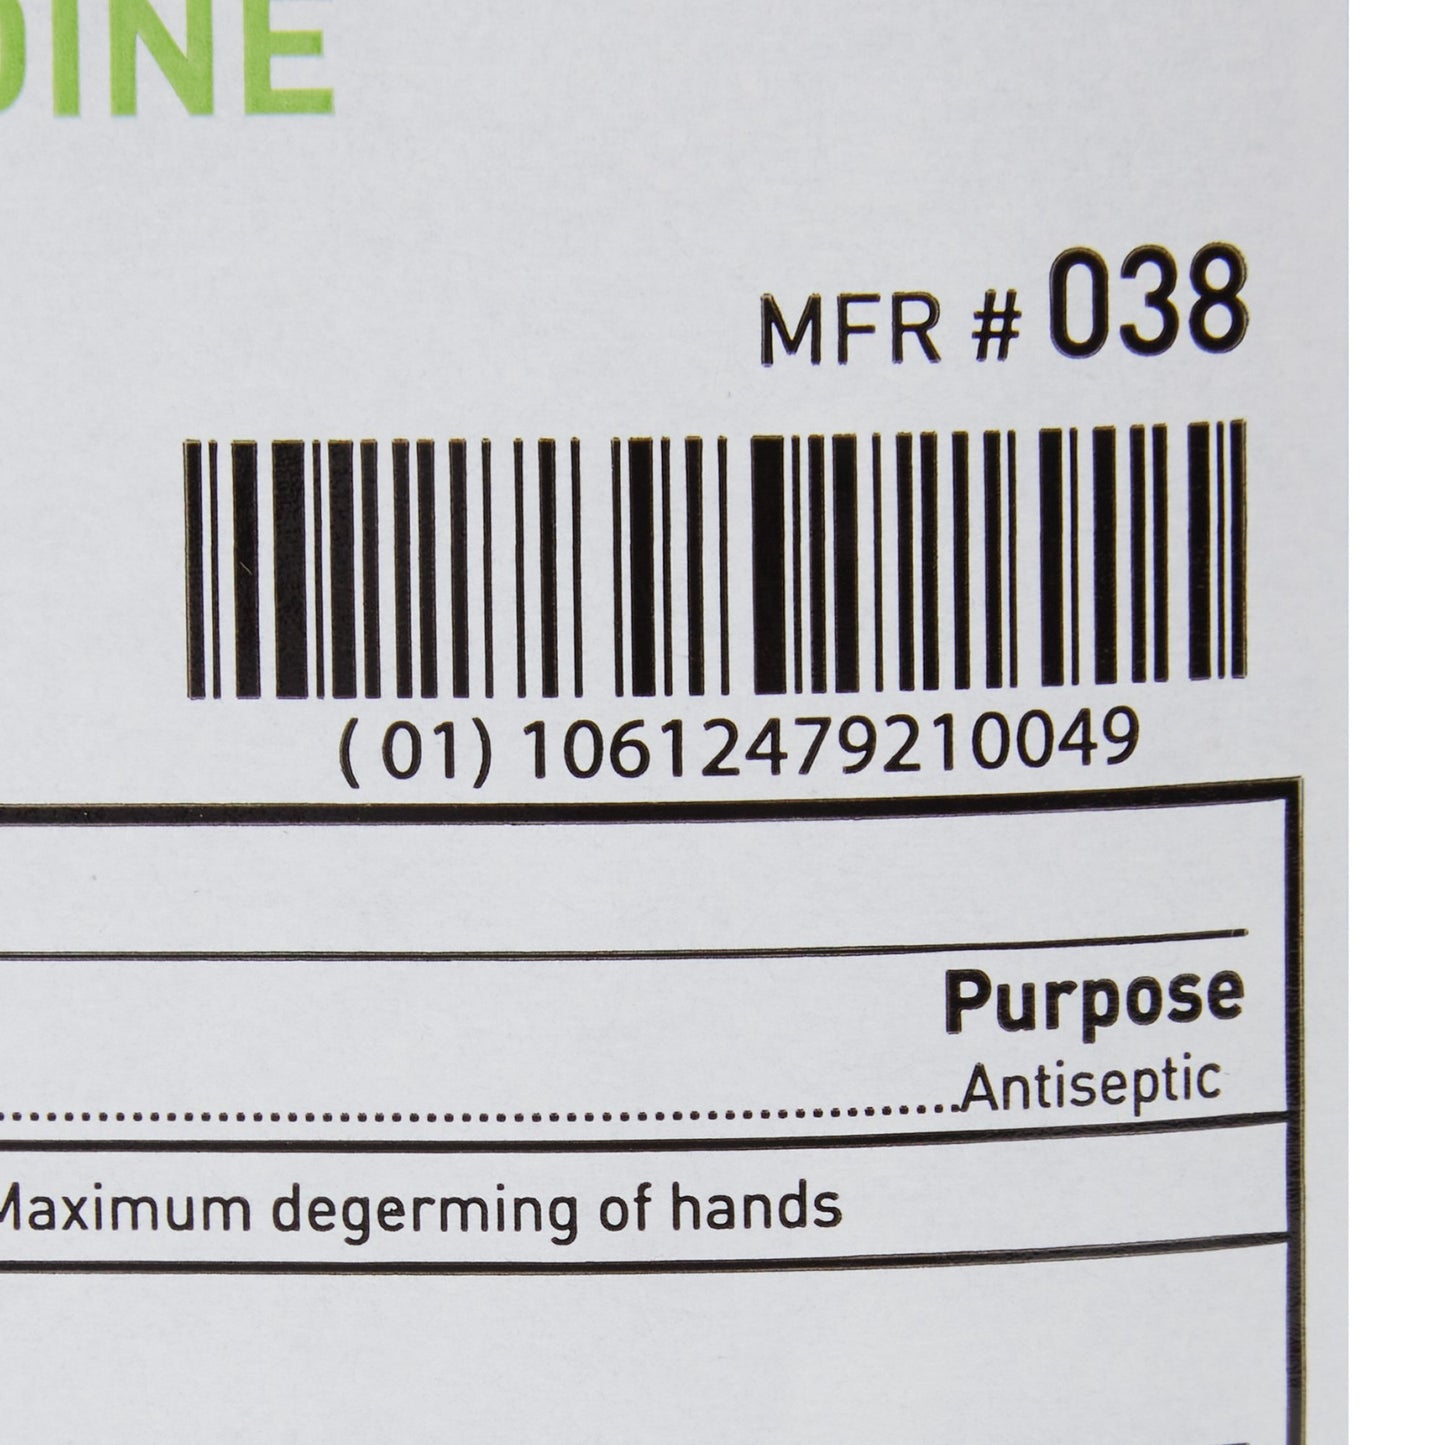 DINE
MFR # 038
( 01) 10612479210049
Purpose
Antiseptic
Maximum degerming of hands